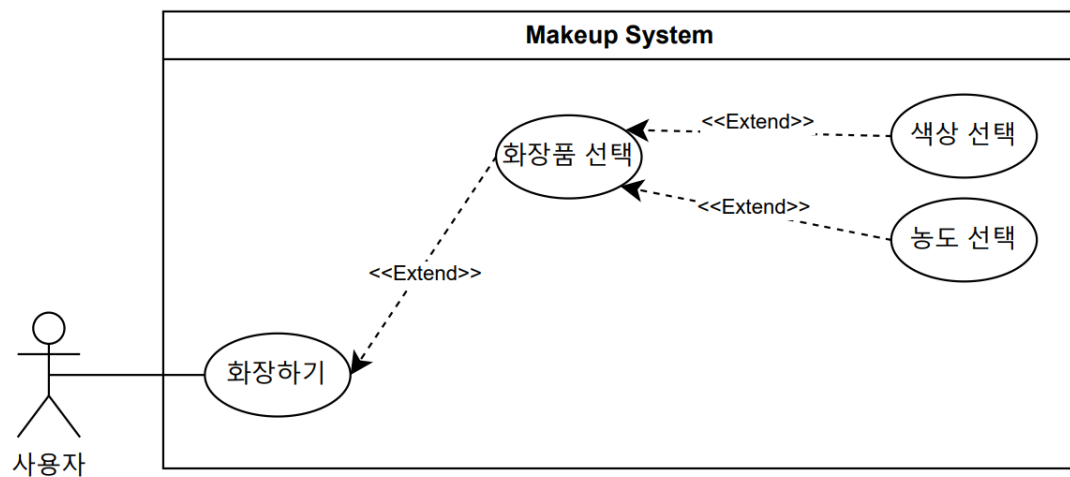 Makeup System
<<Extend>>
색상 선택
화장품 선택
<<Extend>>
농도 선택
<<Extend>>
화장하기
사용자